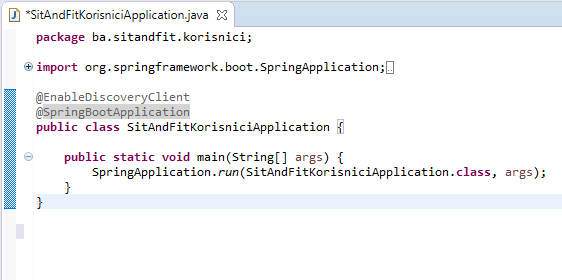 *SitAndFitKorisniciApplication.java
package ba.sitandfit.korisnici;
import org.springframework.boot.SpringApplication;
@EnableDiscoveryClient
@SpringBootApplication
public class SitAndFitKorisniciApplication {
public static void main(String[] args) {
SpringApplication.run(SitAndFitKorisniciApplication.class, args);
}
}